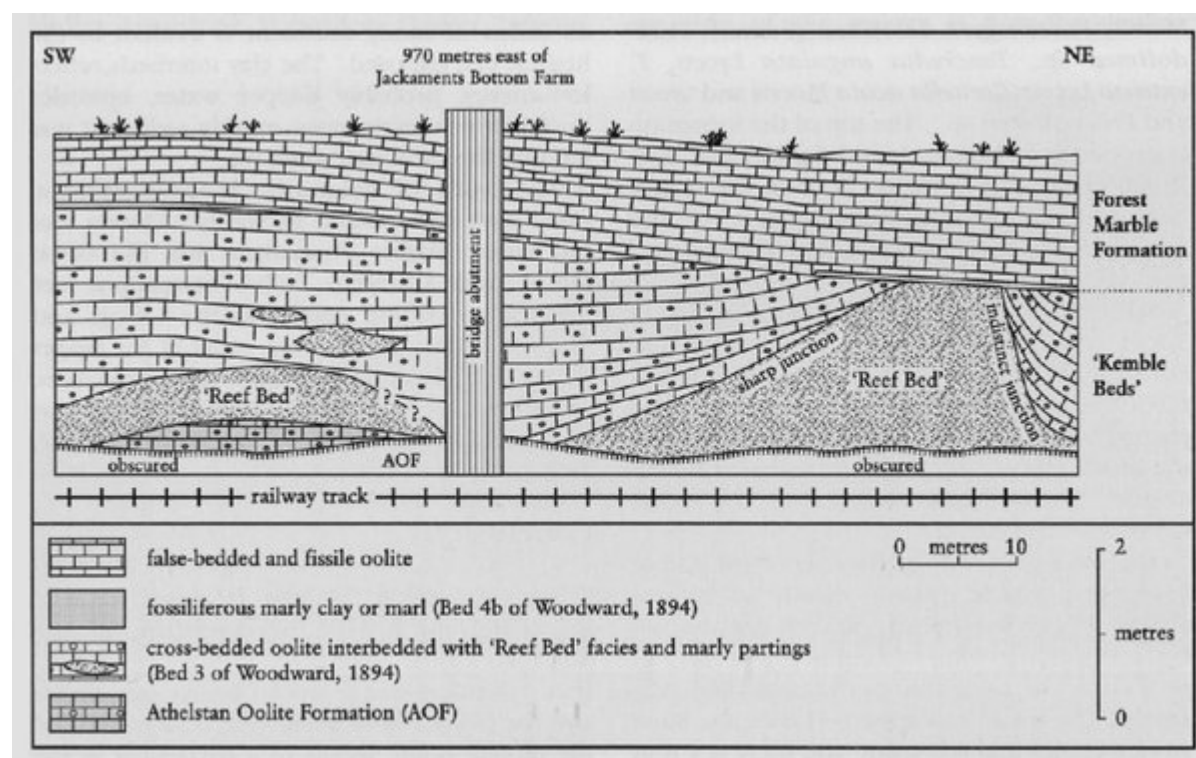 SW
970 metres east of
Jackaments Bottom Farm
NE
Forest
Marble
Formation
bridge abutment
sharp junction
indistinct junction
'Reef Bed'
'Reef Bed'
'Kemble
Beds'
?
?
obscured
AOF
obscured
railway track
false-bedded and fissile oolite
fossiliferous marly clay or marl (Bed 4b of Woodward, 1894)
cross-bedded oolite interbedded with 'Reef Bed' facies and marly partings
(Bed 3 of Woodward, 1894)
Athelstan Oolite Formation (AOF)
0 metres 10
2
metres
0